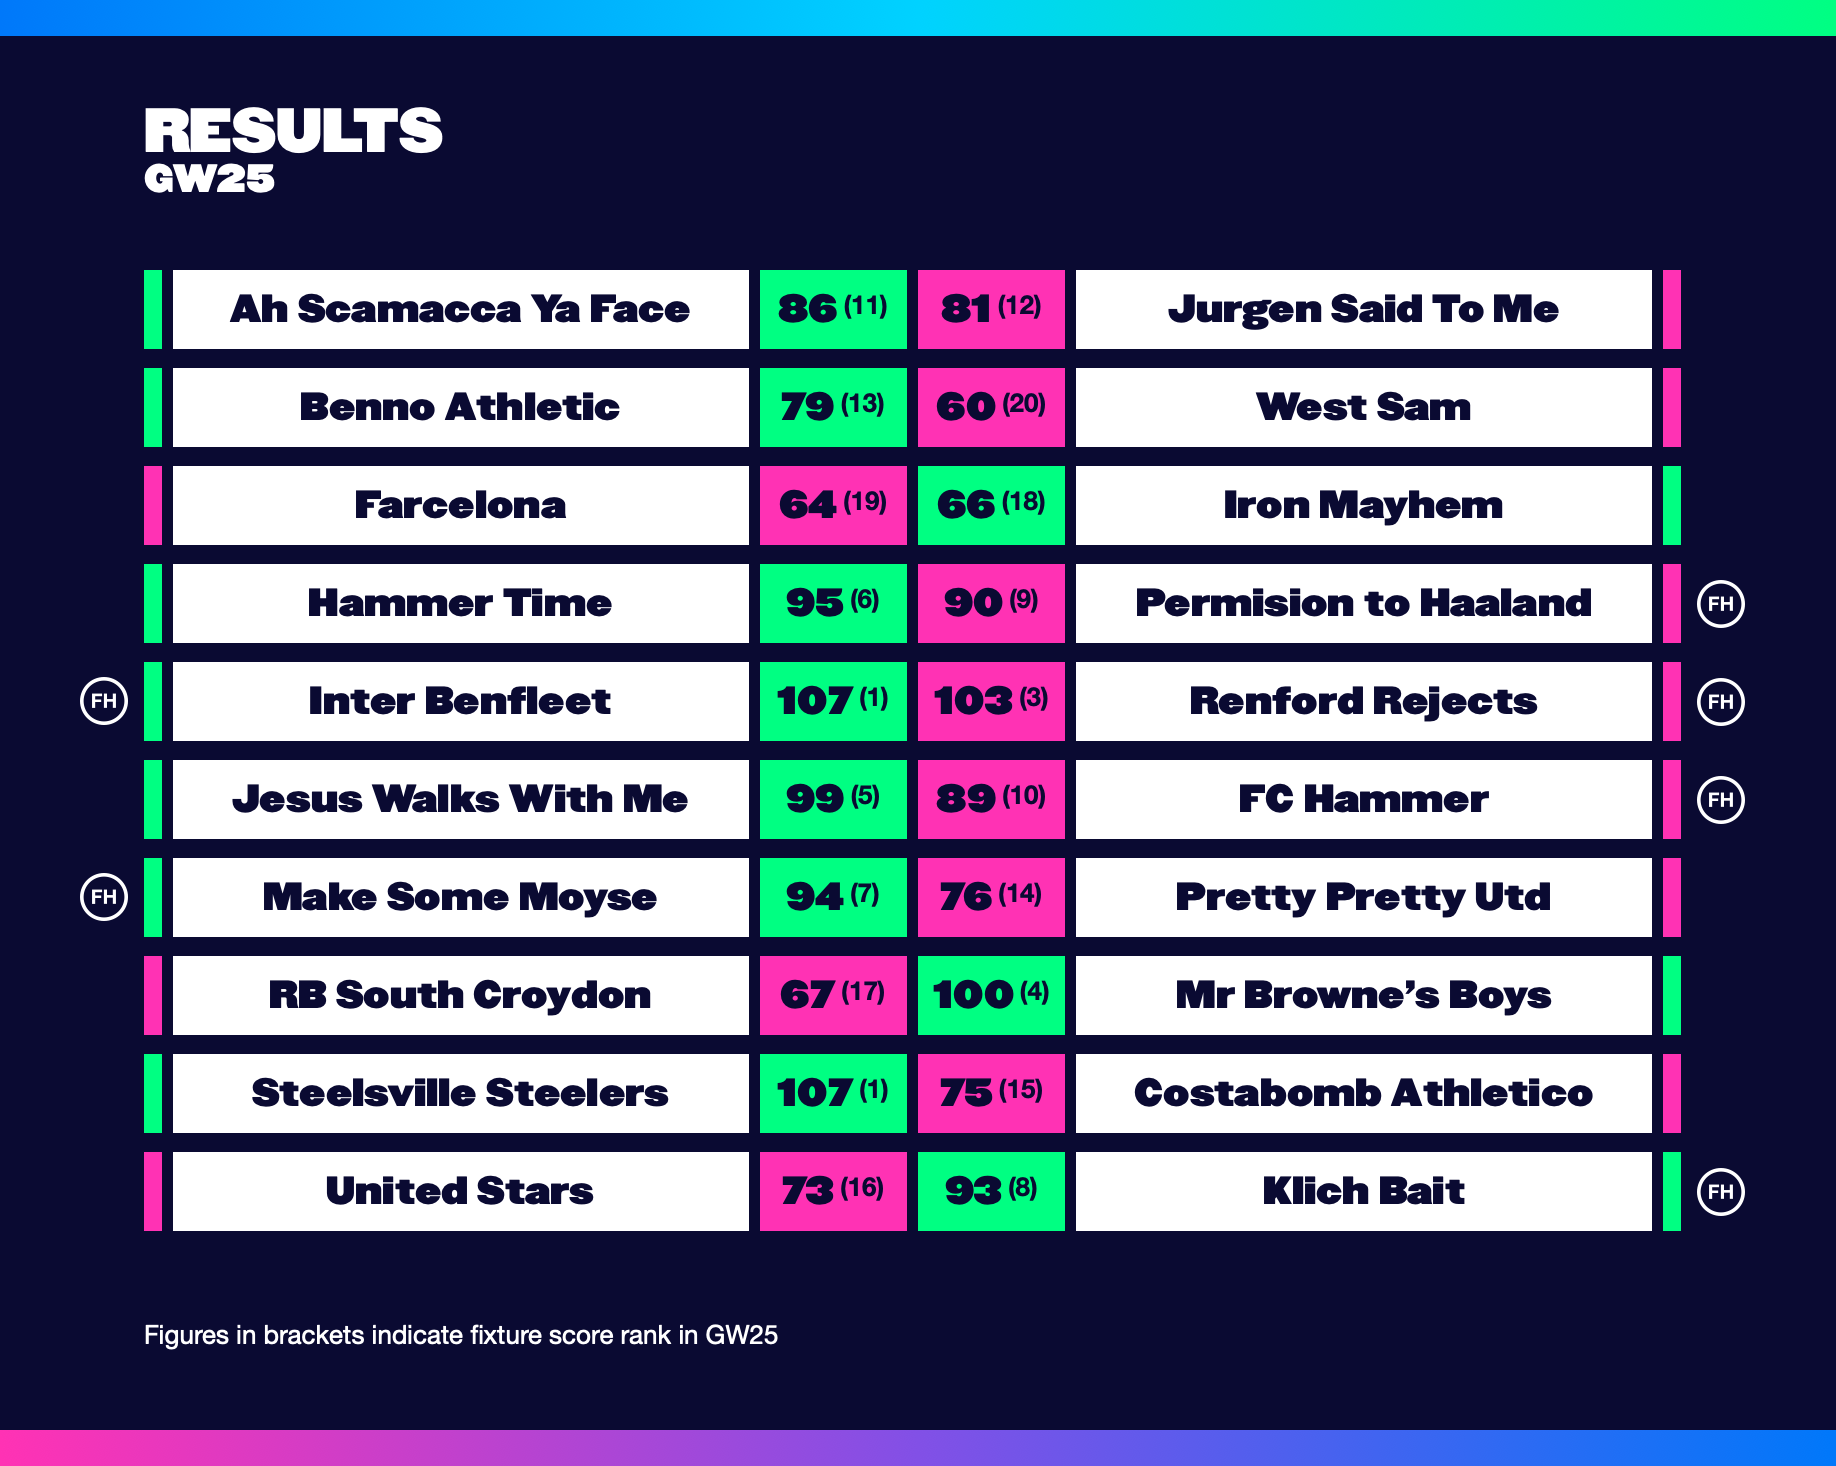 RESULTS
GW25
Ah Scamacca Ya Face 86 (11) 81 (12) Jurgen Said To Me
Benno Athletic 79 (13) 60 (20) West Sam
Farcelona 64 (19) 66 (18) Iron Mayhem
Hammer Time 95 (6) 90 (9) Permision to Haaland FH
FH Inter Benfleet 107 (1) 103 (3) Renford Rejects FH
Jesus Walks With Me 99 (5) 89 (10) FC Hammer FH
FH Make Some Moyse 94 (7) 76 (14) Pretty Pretty Utd
RB South Croydon 67 (17) 100 (4) Mr Browne’s Boys
Steelsville Steelers 107 (1) 75 (15) Costabomb Athletico
United Stars 73 (16) 93 (8) Klich Bait FH
Figures in brackets indicate fixture score rank in GW25